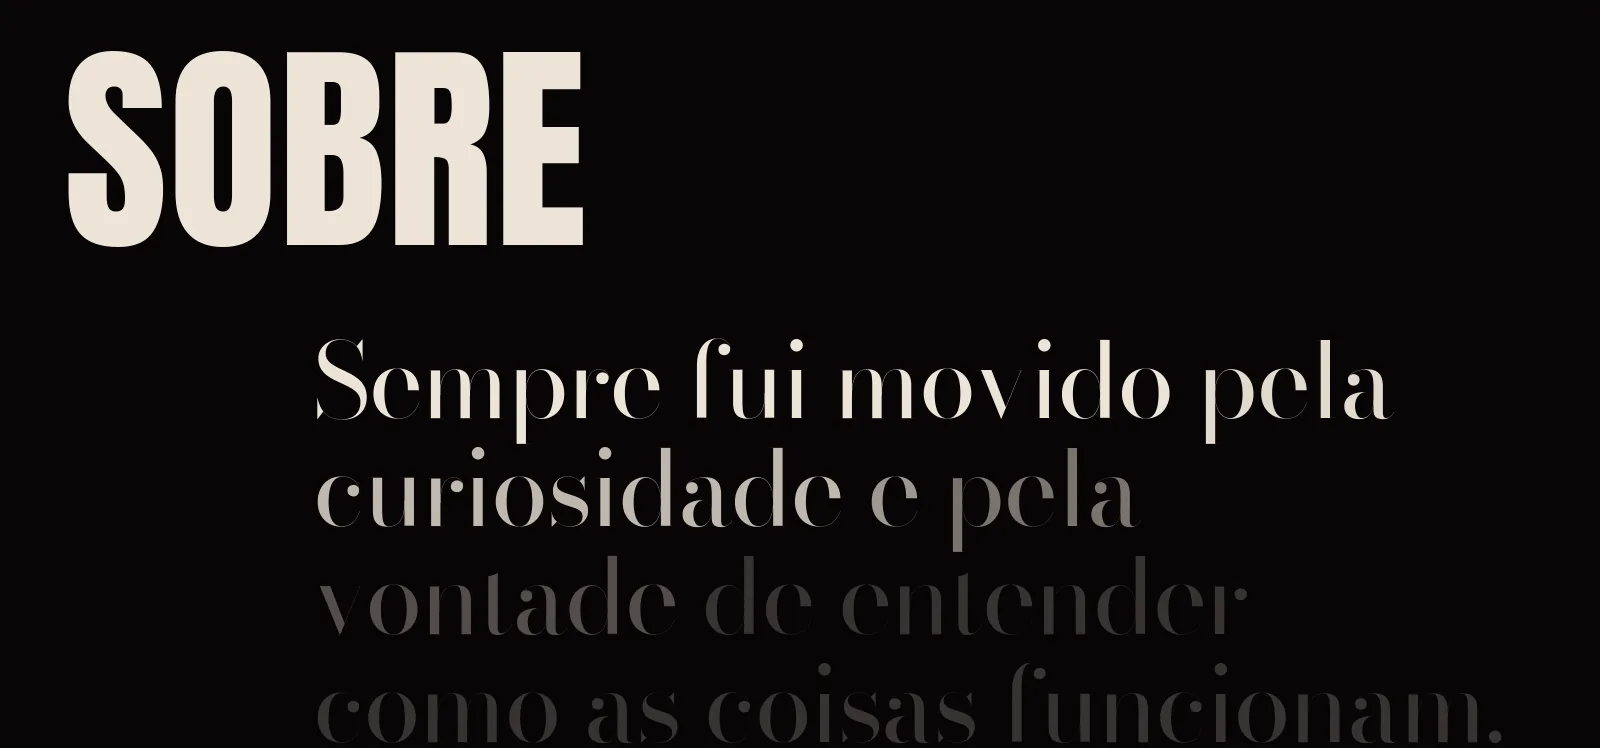 SOBRE
Sempre fui movido pela
curiosidade e pela
vontade de entender
como as coisas funcionam.